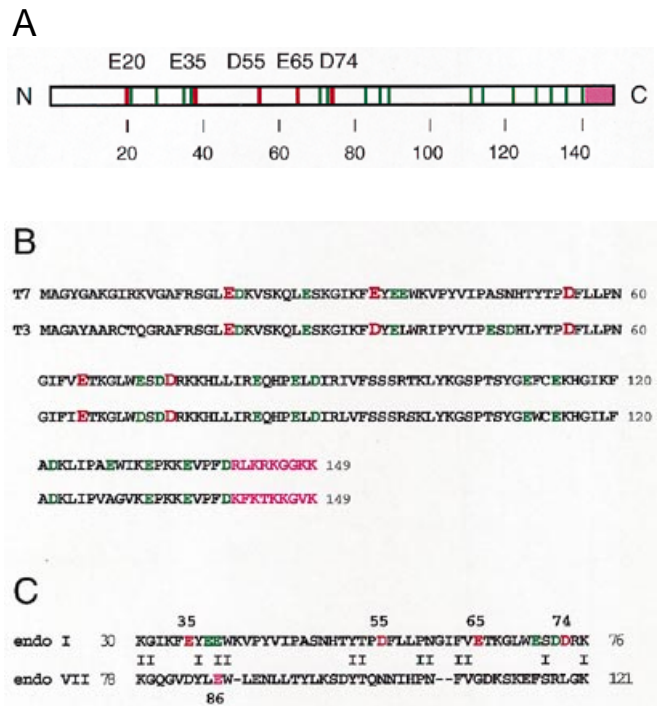 A
E20 E35 D55 E65 D74
N C
20 40 60 80 100 120 140
B
T7 MAGYGAKGIRKVGAFRSGLEDKVSKQLESKGIKFEYEEWKVPYVIPASNHTYTPDFLLPN 60
T3 MAGAYAARCTQGRAFRSGLEDKVSKQLESKGIKFDYELWRIPYVIPESDHLYTPDFLLPN 60
GIFVETKGLWESDDRKKHLLIREQHPELDIRIVFSSSRTKLYKGSPTSYGEFCEKHGIKF 120
GIFIETKGLWDSDDRKKHLLIREQHPELDIRLVFSSSRSKLYKGSPTSYGEWCEKHGILF 120
ADKLIPAEWIKEPKKEVPFDRLKRKGGKK 149
ADKLIPVAGVKEPKKEVPFDKFKTKKGVK 149
C
35 55 65 74
endo I 30 KGIKFEYEEWKVPYVIPASNHTYTPDFLLPNGIFVETKGLWESDDRK 76
II I II II II II I I
endo VII 78 KGQGVDYLEW-LENLLTYLKSDYTQNNIHPN--FVGDKSKEFSRLGK 121
86